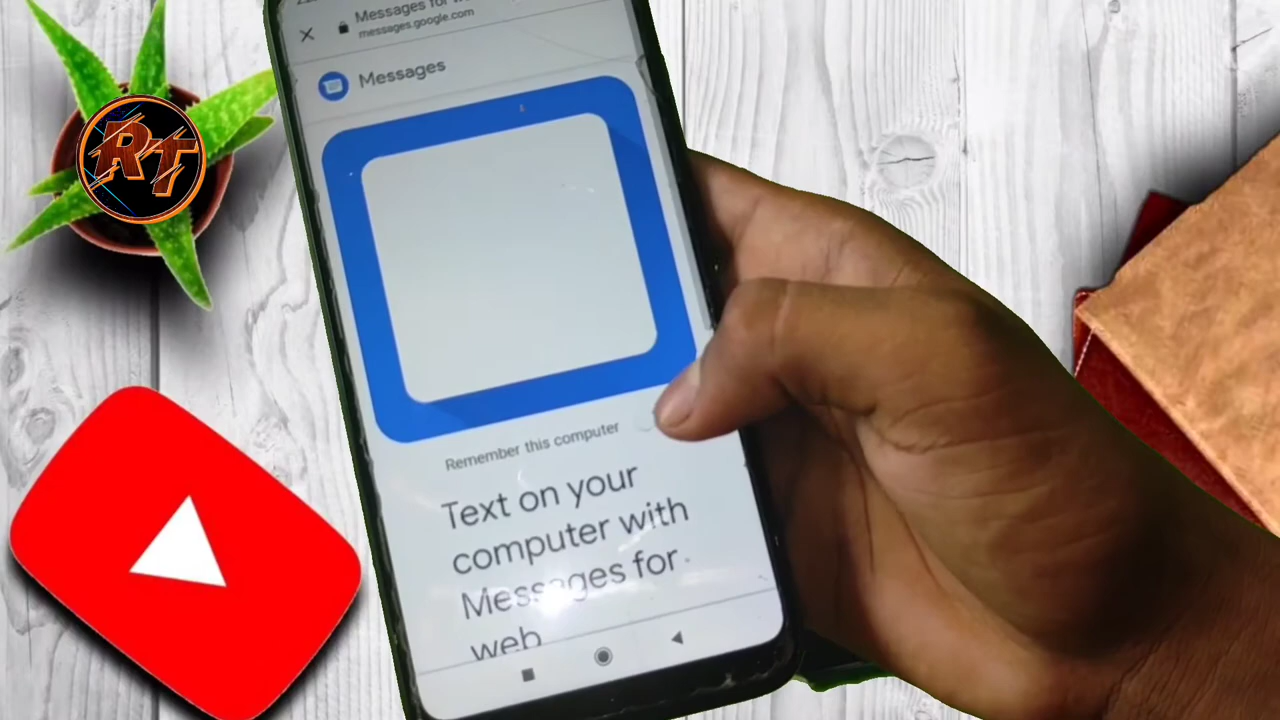 Messages for w
messages.google.com
Messages
RT
Remember this computer
Text on your
computer with
Messages for
web